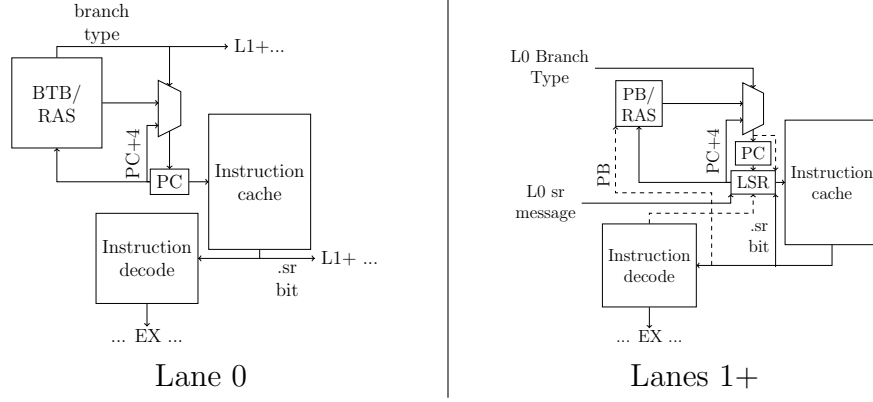 branch
type
L1+...
BTB/
RAS
PC+4
PC
Instruction
cache
Instruction
decode
.sr
bit
L1+ ...
... EX ...
Lane 0
L0 Branch
Type
PB/
RAS
PC+4
PC
LSR
PB
L0 sr
message
Instruction
cache
.sr
bit
Instruction
decode
... EX ...
Lanes 1+